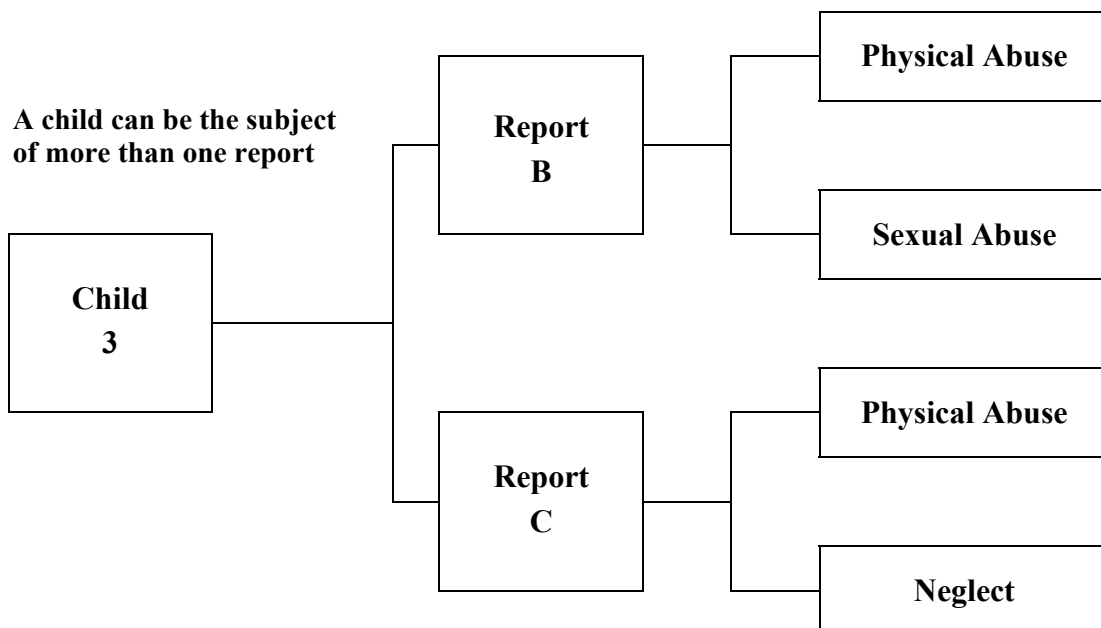 A child can be the subject
of more than one report
Child
3
Report
B
Physical Abuse
Sexual Abuse
Report
C
Physical Abuse
Neglect